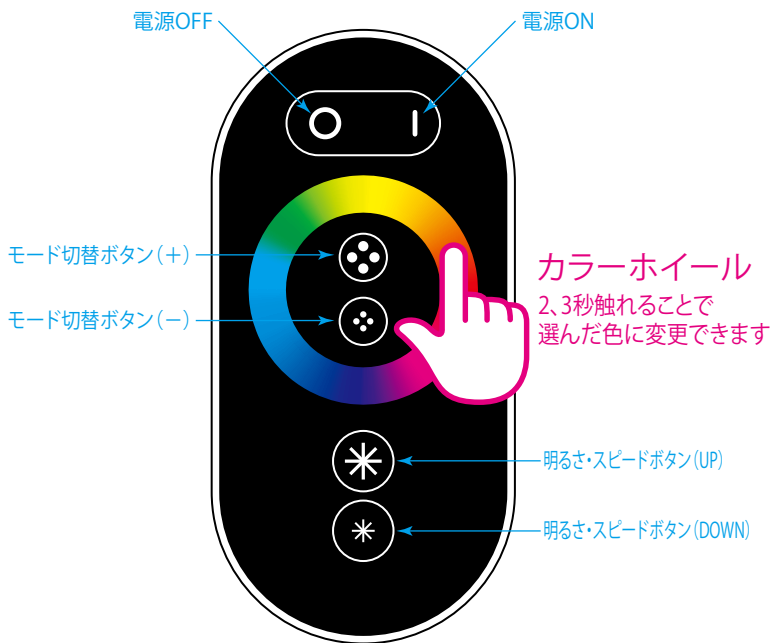 電源OFF
電源ON
モード切替ボタン(+)
モード切替ボタン(−)
カラーホイール
2、3秒触れることで
選んだ色に変更できます
明るさ・スピードボタン(UP)
明るさ・スピードボタン(DOWN)